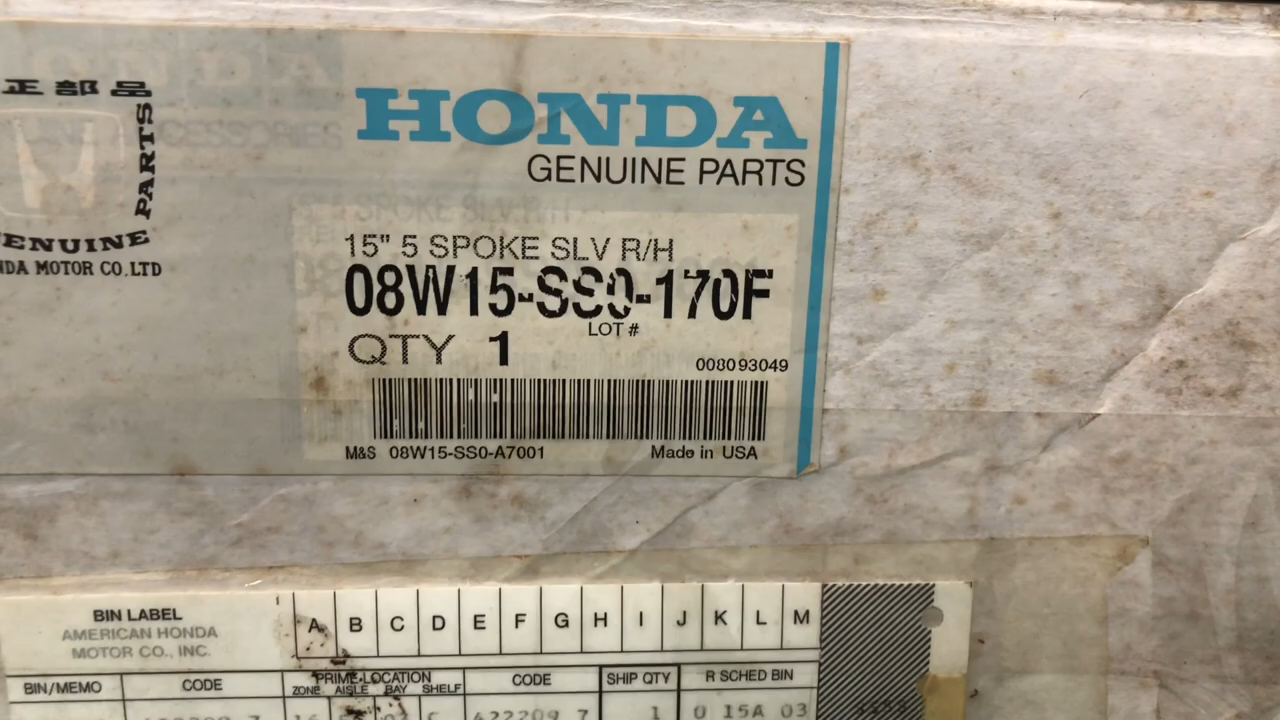 正部品
PARTS
HONDA
GENUINE PARTS
ENUINE
NDA MOTOR CO.LTD
15" 5 SPOKE SLV R/H
08W15-SS0-170F
LOT #
QTY 1
008093049
M&S 08W15-SS0-A7001
Made in USA
BIN LABEL
AMERICAN HONDA
MOTOR CO., INC.
A B C D E F G H I J K L M
BIN/MEMO CODE PRIME LOCATION CODE SHIP QTY R SCHED BIN
ZONE AISLE BAY SHELF
422209 7 1 0 15A 03